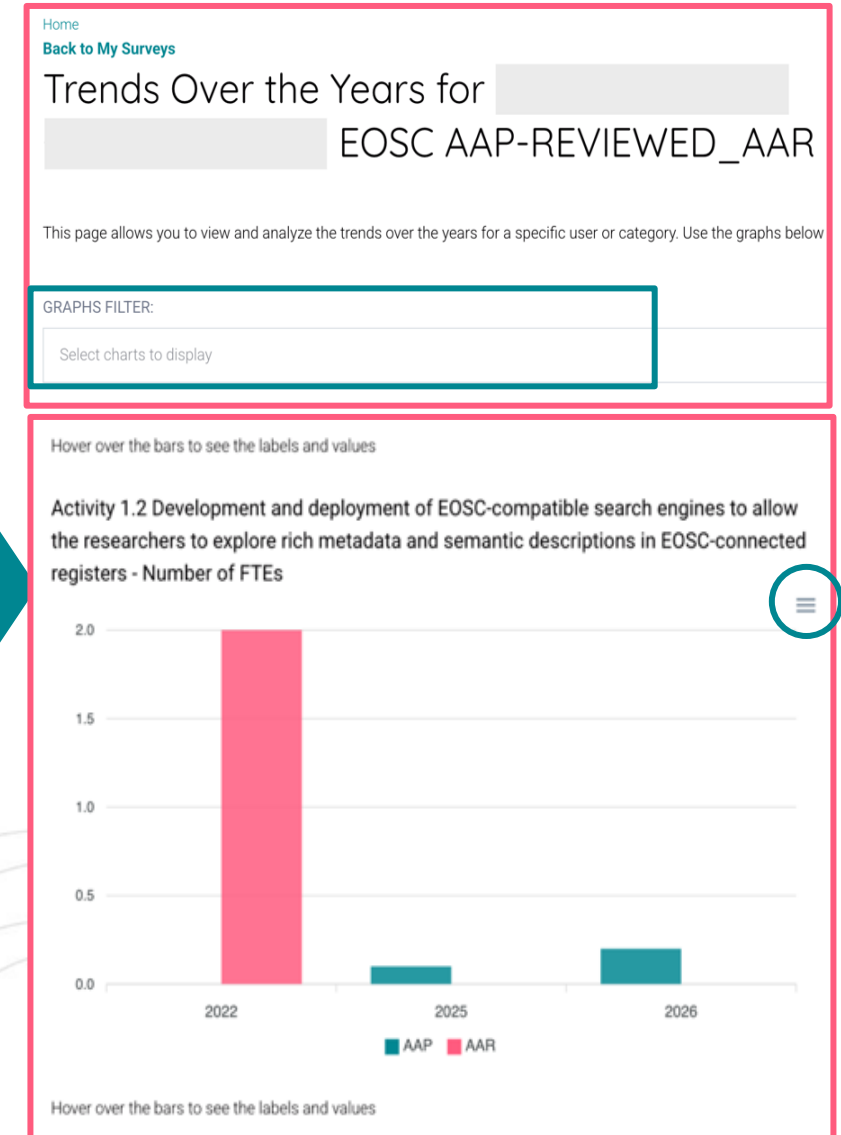 Home
Back to My Surveys
Trends Over the Years for
EOSC AAP-REVIEWED_AAR
This page allows you to view and analyze the trends over the years for a specific user or category. Use the graphs below
GRAPHS FILTER:
Select charts to display
Hover over the bars to see the labels and values
Activity 1.2 Development and deployment of EOSC-compatible search engines to allow
the researchers to explore rich metadata and semantic descriptions in EOSC-connected
registers - Number of FTEs
2.0
1.5
1.0
0.5
0.0
2022 2025 2026
AAP AAR
Hover over the bars to see the labels and values